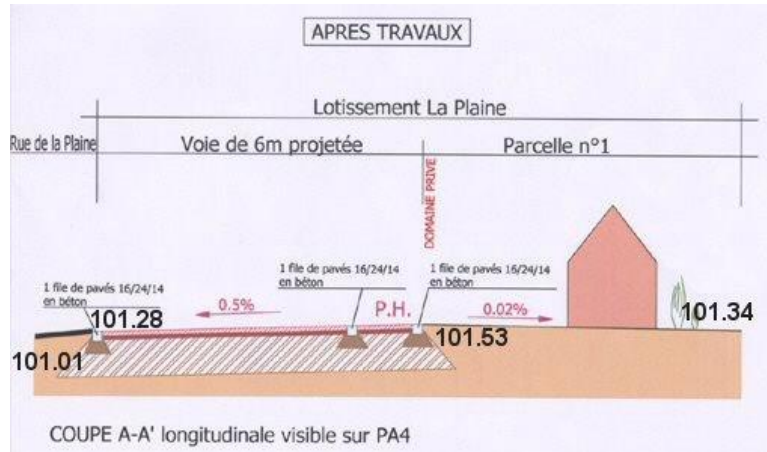 APRES TRAVAUX
Lotissement La Plaine
Rue de la Plaine
Voie de 6m projetée
Parcelle n°1
DOMAINE PRIVE
1 file de pavés 16/24/14
en béton
1 file de pavés 16/24/14
en béton
1 file de pavés 16/24/14
en béton
0.5%
P.H.
0.02%
101.28
101.34
101.53
101.01
COUPE A-A' longitudinale visible sur PA4